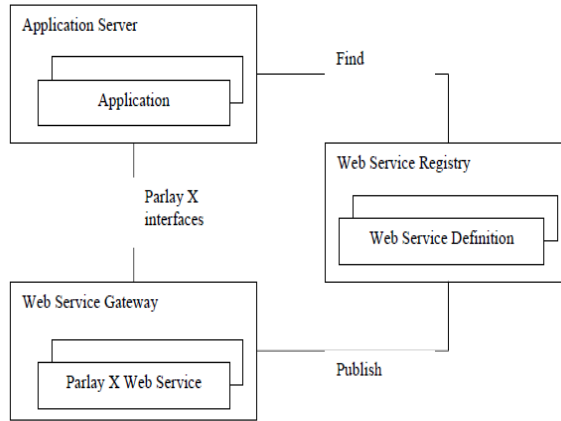 Application Server
Application
Find
Parlay X
interfaces
Web Service Registry
Web Service Definition
Web Service Gateway
Parlay X Web Service
Publish